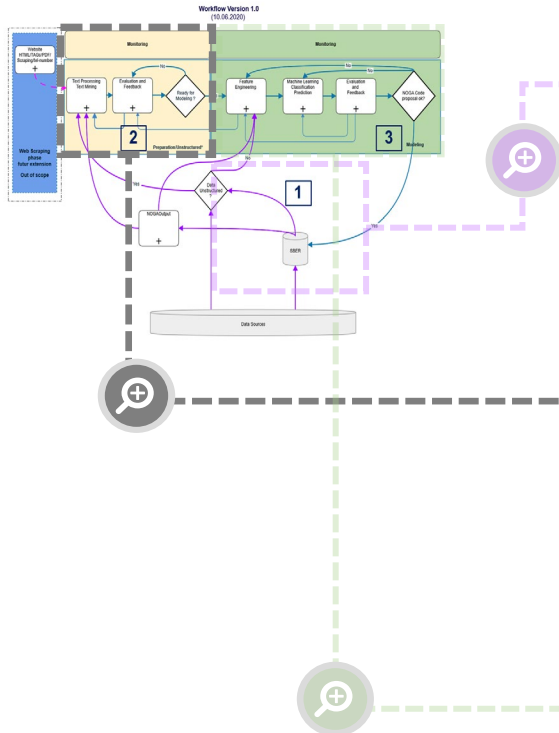 Workflow Version 1.0
(10.06.2020)
Website
HTML/TAGs/PDF/
Scraping/tel-number
+
Web Scraping
phase
futer extension
Out of scope
Monitoring
Text Processing
Text Mining
+
Evaluation and
Feedback
+
No
Ready for
Modeling ?
2
Preparation/Unstructured"
Monitoring
Feature
Engineering
+
Machine Learning
Classification
Prediction
+
Evaluation
and
Feedback
+
No
No
NOGA Code
proposal ok?
3
Modeling
No
Yes
Data
Unstructured
?
1
NOGAOutput
+
BBER
Yes
Data Sources